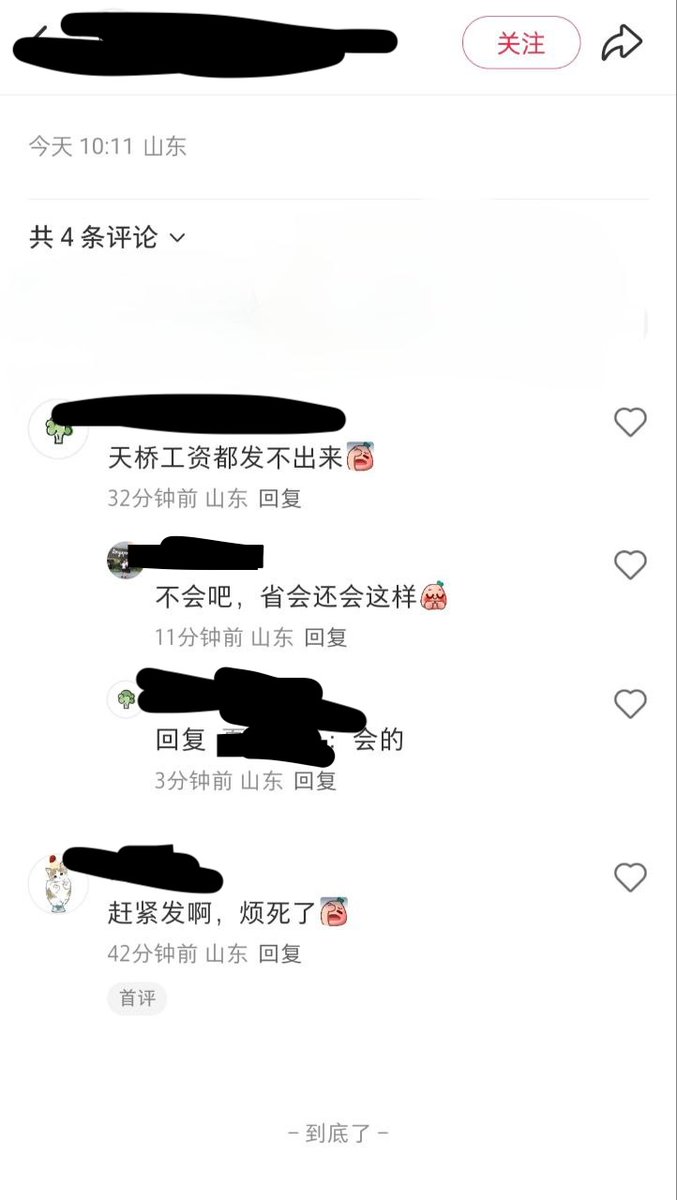 关注
今天 10:11 山东
共 4 条评论
天桥工资都发不出来
32分钟前 山东 回复
不会吧，省会还会这样
11分钟前 山东 回复
回复 ： 会的
3分钟前 山东 回复
赶紧发啊，烦死了
42分钟前 山东 回复
首评
- 到底了 -